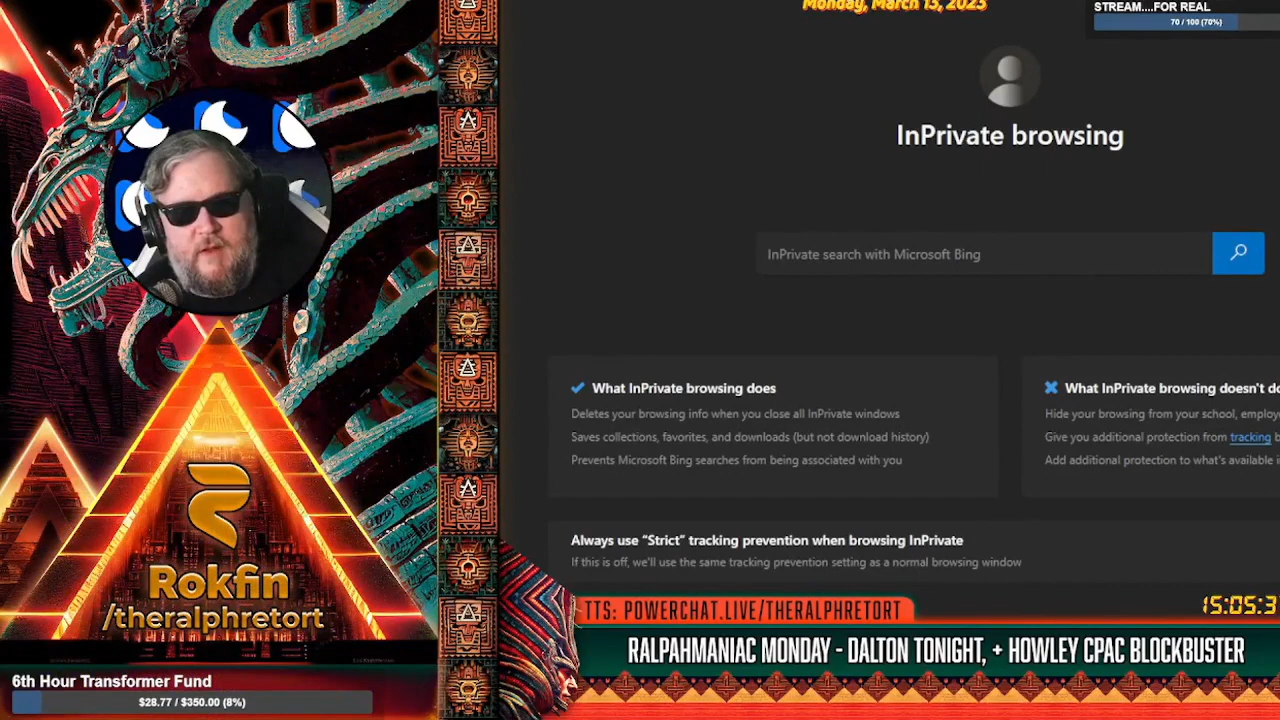 Monday, March 13, 2023
STREAM....FOR REAL
70 / 100 (70%)
InPrivate browsing
InPrivate search with Microsoft Bing
What InPrivate browsing does
Deletes your browsing info when you close all InPrivate windows
Saves collections, favorites, and downloads (but not download history)
Prevents Microsoft Bing searches from being associated with you
What InPrivate browsing doesn't do
Hide your browsing from your school, employ
Give you additional protection from tracking b
Add additional protection to what's available i
Always use "Strict" tracking prevention when browsing InPrivate
If this is off, we'll use the same tracking prevention setting as a normal browsing window
Rokfin
/theralphretort
TTS: POWERCHAT.LIVE/THERALPHRETORT
15:05:3
RALPAHMANIAC MONDAY - DALTON TONIGHT, + HOWLEY CPAC BLOCKBUSTER
6th Hour Transformer Fund
$28.77 / $350.00 (8%)